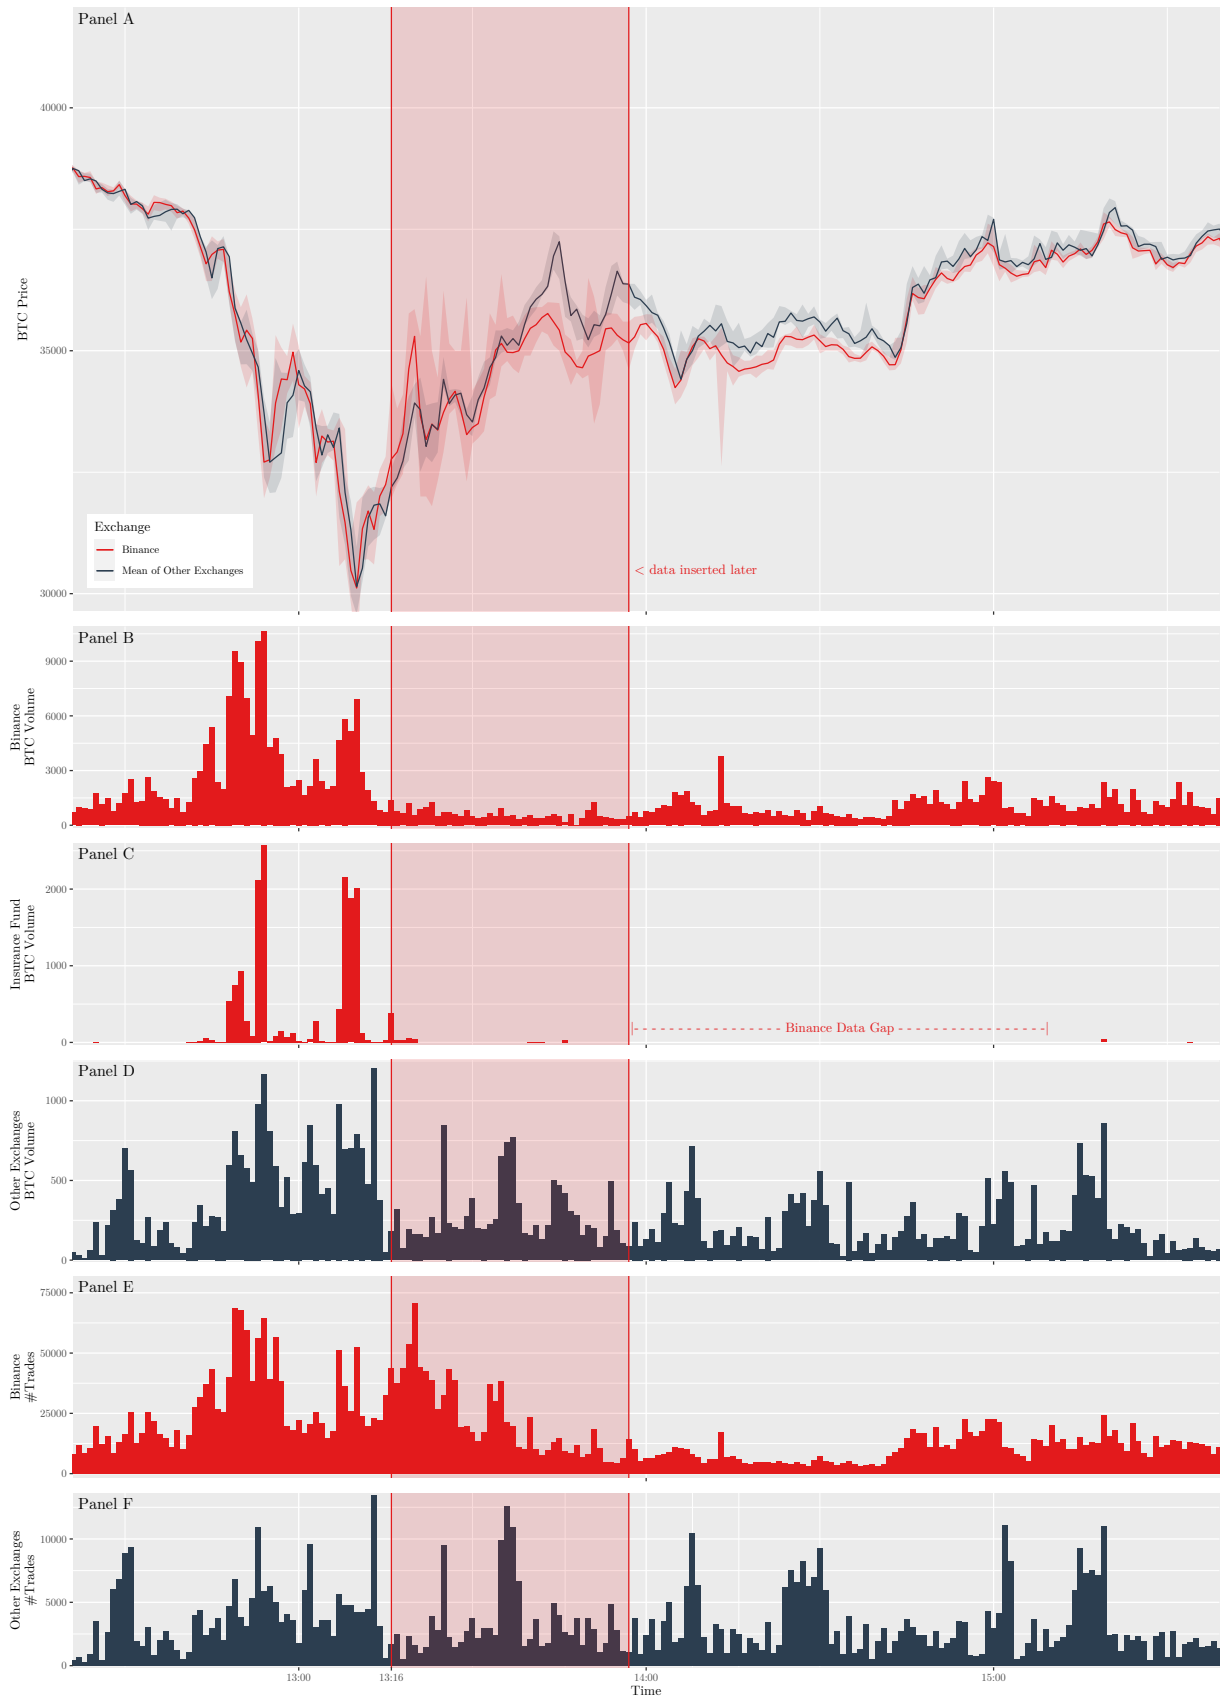 Panel A
40000
35000
30000
BTC Price
Exchange
Binance
Mean of Other Exchanges
< data inserted later
Panel B
9000
6000
3000
0
Binance
BTC Volume
Panel C
2000
1000
0
Insurance Fund
BTC Volume
Binance Data Gap
Panel D
1000
500
0
Other Exchanges
BTC Volume
Panel E
75000
50000
25000
0
Binance
#Trades
Panel F
10000
5000
0
Other Exchanges
#Trades
13:00
13:16
14:00
15:00
Time